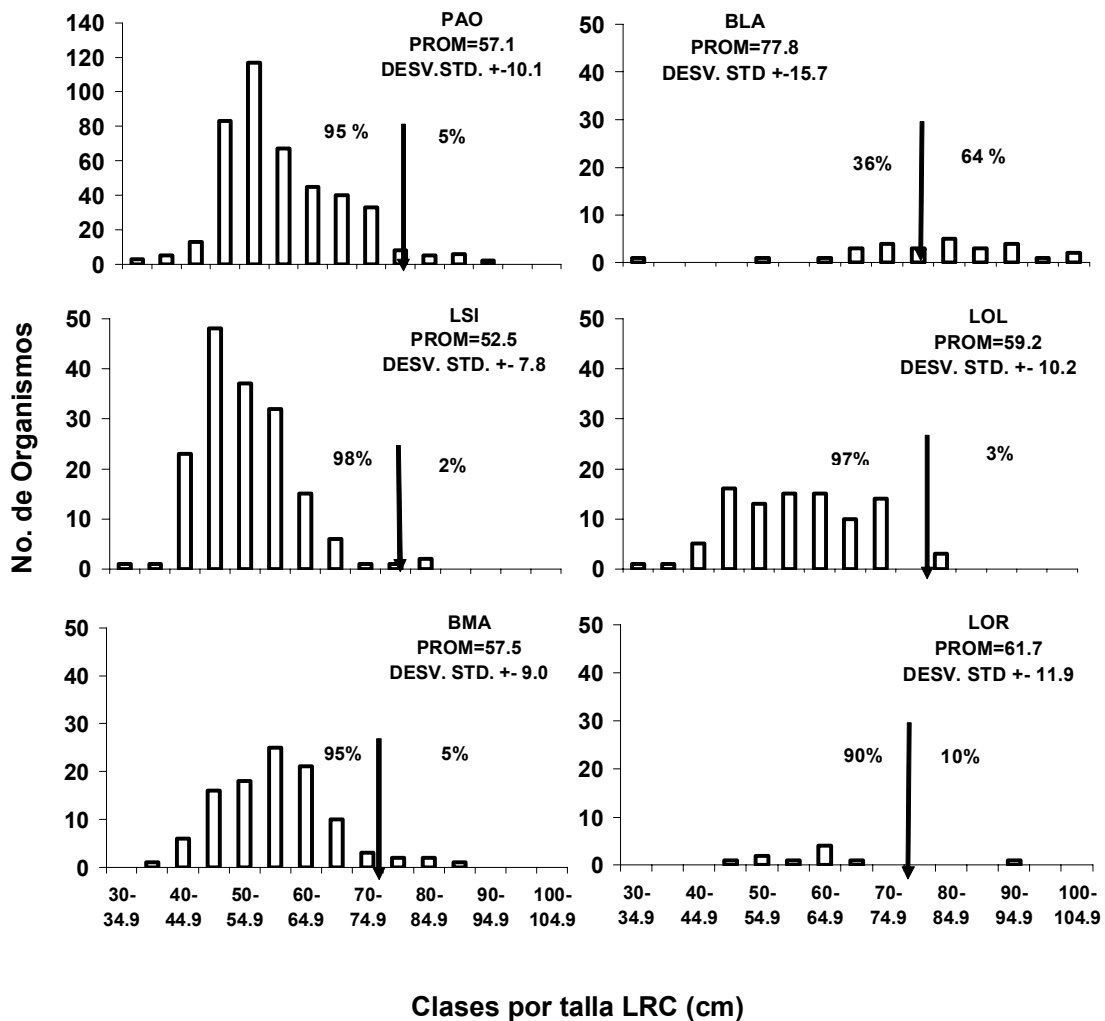 No. de Organismos
PAO
PROM=57.1
DESV.STD. +-10.1
95 %
5%
140
120
100
80
60
40
20
0
BLA
PROM=77.8
DESV. STD +-15.7
36%
64 %
50
40
30
20
10
0
LSI
PROM=52.5
DESV. STD. +- 7.8
98%
2%
50
40
30
20
10
0
LOL
PROM=59.2
DESV. STD. +- 10.2
97%
3%
50
40
30
20
10
0
BMA
PROM=57.5
DESV. STD. +- 9.0
95%
5%
50
40
30
20
10
0
30- 40- 50- 60- 70- 80- 90- 100-
34.9 44.9 54.9 64.9 74.9 84.9 94.9 104.9
LOR
PROM=61.7
DESV. STD +- 11.9
90%
10%
50
40
30
20
10
0
30- 40- 50- 60- 70- 80- 90- 100-
34.9 44.9 54.9 64.9 74.9 84.9 94.9 104.9
Clases por talla LRC (cm)